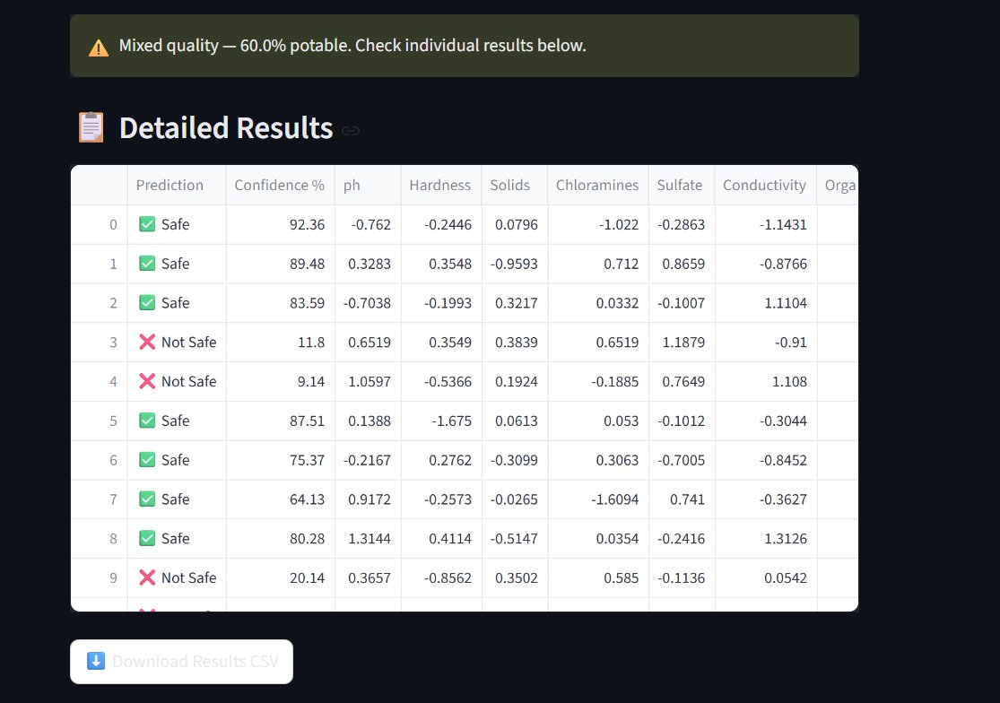 Mixed quality — 60.0% potable. Check individual results below.
Detailed Results
Prediction Confidence % ph Hardness Solids Chloramines Sulfate Conductivity Orga
0 Safe 92.36 -0.762 -0.2446 0.0796 -1.022 -0.2863 -1.1431
1 Safe 89.48 0.3283 0.3548 -0.9593 0.712 0.8659 -0.8766
2 Safe 83.59 -0.7038 -0.1993 0.3217 0.0332 -0.1007 1.1104
3 Not Safe 11.8 0.6519 0.3549 0.3839 0.6519 1.1879 -0.91
4 Not Safe 9.14 1.0597 -0.5366 0.1924 -0.1885 0.7649 1.108
5 Safe 87.51 0.1388 -1.675 0.0613 0.053 -0.1012 -0.3044
6 Safe 75.37 -0.2167 0.2762 -0.3099 0.3063 -0.7005 -0.8452
7 Safe 64.13 0.9172 -0.2573 -0.0265 -1.6094 0.741 -0.3627
8 Safe 80.28 1.3144 0.4114 -0.5147 0.0354 -0.2416 1.3126
9 Not Safe 20.14 0.3657 -0.8562 0.3502 0.585 -0.1136 0.0542
Download Results CSV